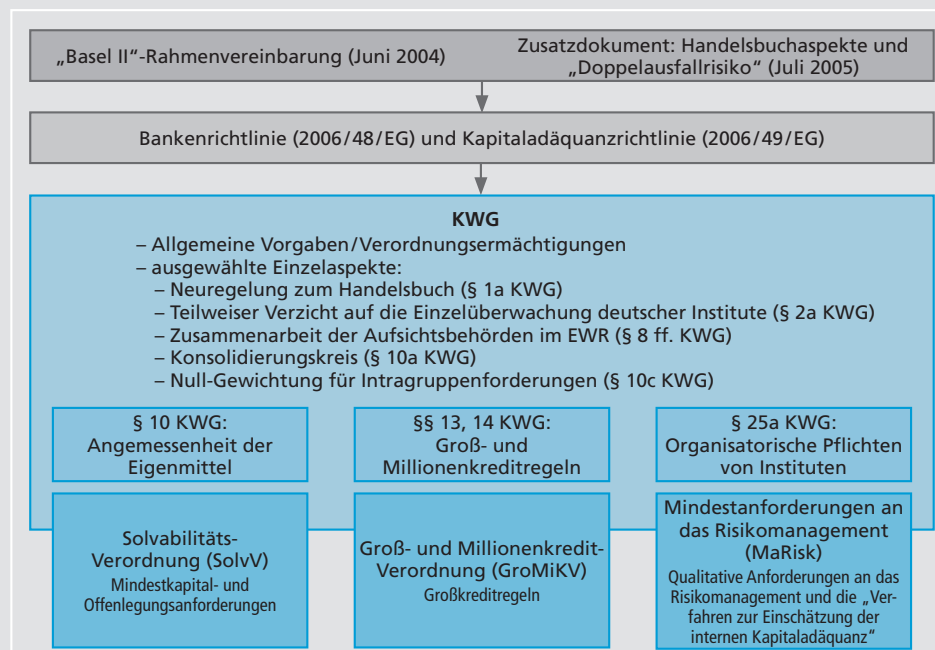 „Basel II“-Rahmenvereinbarung (Juni 2004)
Zusatzdokument: Handelsbuchaspekte und
„Doppelausfallrisiko“ (Juli 2005)
Bankenrichtlinie (2006/48/EG) und Kapitaladäquanzrichtlinie (2006/49/EG)
KWG
– Allgemeine Vorgaben/Verordnungsermächtigungen
– ausgewählte Einzelaspekte:
– Neuregelung zum Handelsbuch (§ 1a KWG)
– Teilweiser Verzicht auf die Einzelüberwachung deutscher Institute (§ 2a KWG)
– Zusammenarbeit der Aufsichtsbehörden im EWR (§ 8 ff. KWG)
– Konsolidierungskreis (§ 10a KWG)
– Null-Gewichtung für Intragruppenforderungen (§ 10c KWG)
§ 10 KWG:
Angemessenheit der
Eigenmittel
§§ 13, 14 KWG:
Groß- und
Millionenkreditregeln
§ 25a KWG:
Organisatorische Pflichten
von Instituten
Solvabilitäts-
Verordnung (SolvV)
Mindestkapital- und
Offenlegungsanforderungen
Groß- und Millionenkredit-
Verordnung (GroMiKV)
Großkreditregeln
Mindestanforderungen an
das Risikomanagement
(MaRisk)
Qualitative Anforderungen an das
Risikomanagement und die „Ver-
fahren zur Einschätzung der
internen Kapitaladäquanz“